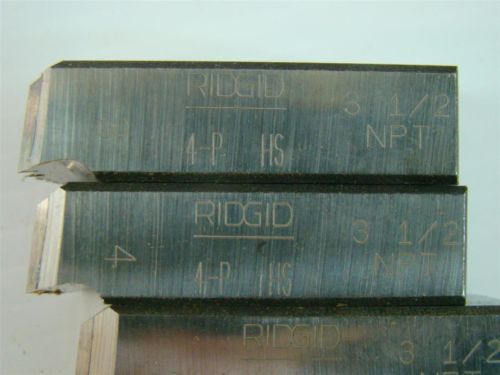 RIDGID
3 1/2
4-P HS
NPT
RIDGID
3 1/2
4
4-P HS
NPT
RIDGID
3 1/2